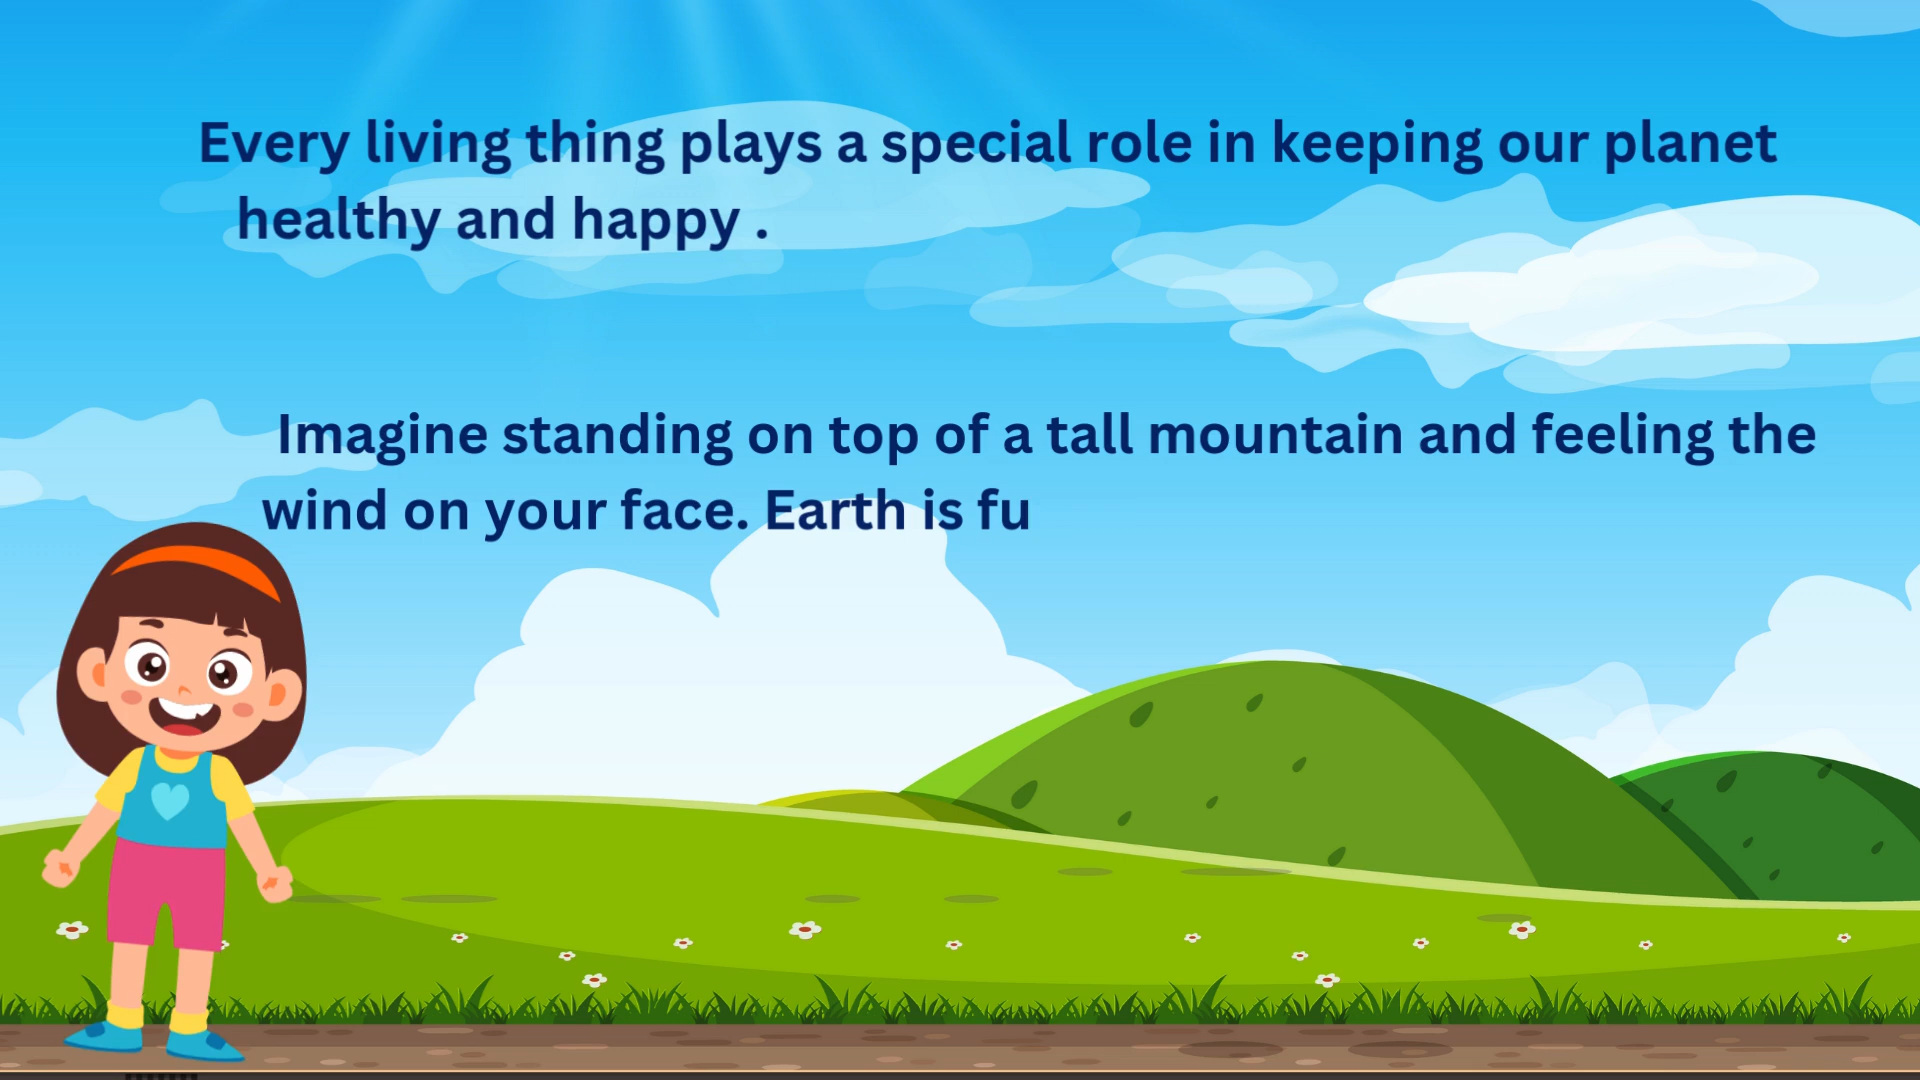 Every living thing plays a special role in keeping our planet
healthy and happy .
Imagine standing on top of a tall mountain and feeling the
wind on your face. Earth is fu